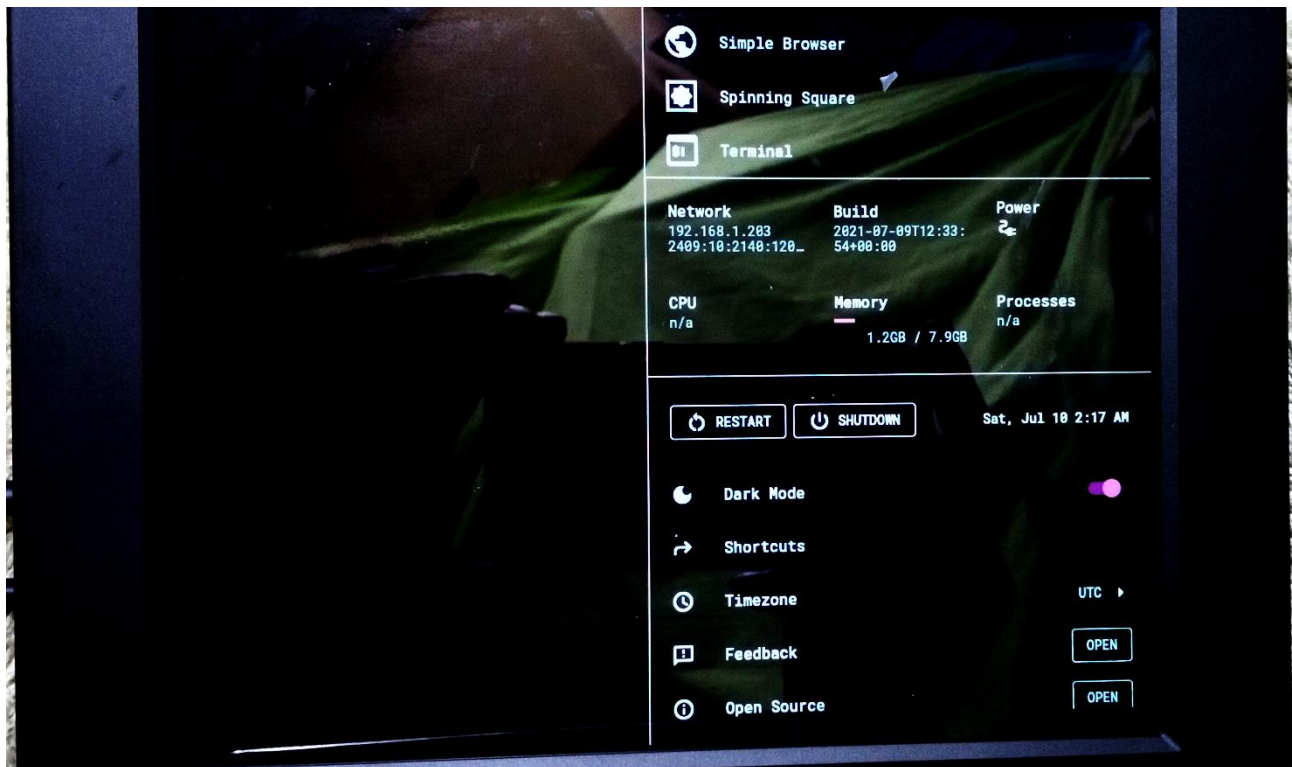 Simple Browser
Spinning Square
Terminal
Network
192.168.1.203
2409:10:2140:120…
Build
2021-07-09T12:33:
54+00:00
Power
CPU
n/a
Memory
1.2GB / 7.9GB
Processes
n/a
RESTART
SHUTDOWN
Sat, Jul 10 2:17 AM
Dark Mode
Shortcuts
Timezone
UTC
Feedback
OPEN
Open Source
OPEN